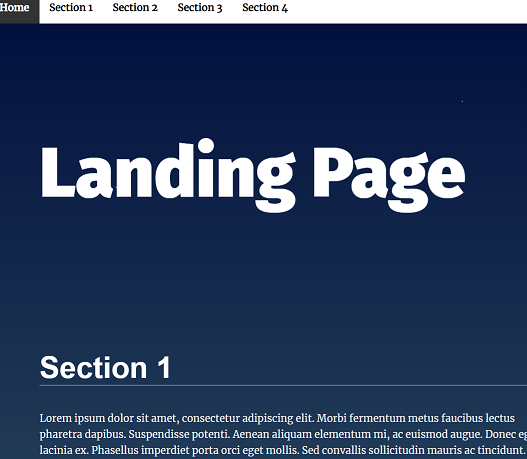 Home Section 1 Section 2 Section 3 Section 4
Landing Page
Section 1
Lorem ipsum dolor sit amet, consectetur adipiscing elit. Morbi fermentum metus faucibus lectus
pharetra dapibus. Suspendisse potenti. Aenean aliquam elementum mi, ac euismod augue. Donec
lacinia ex. Phasellus imperdiet porta orci eget mollis. Sed convallis sollicitudin mauris ac tincidunt.